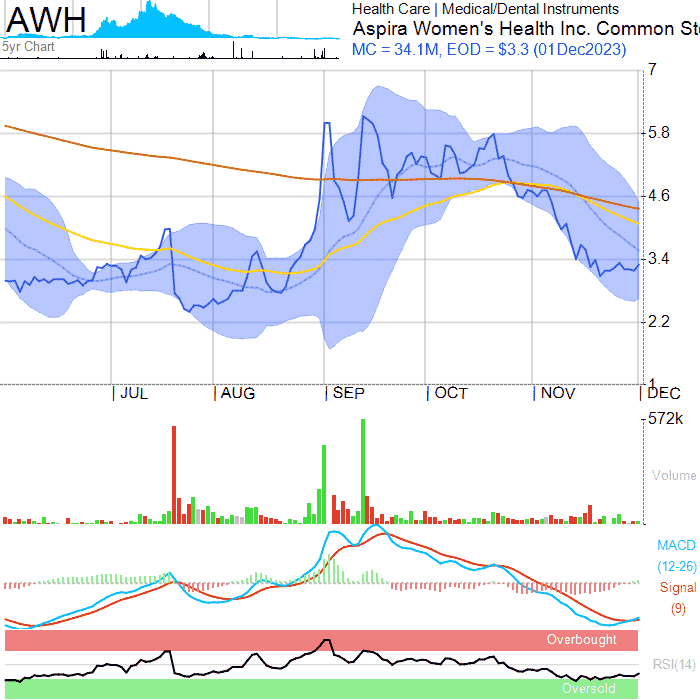 AWH
Health Care | Medical/Dental Instruments
Aspira Women's Health Inc. Common Sto
5yr Chart
MC = 34.1M, EOD = $3.3 (01Dec2023)
7
5.8
4.6
3.4
2.2
1
JUL
AUG
SEP
OCT
NOV
DEC
572k
Volume
MACD
(12-26)
Signal
(9)
Overbought
RSI(14)
Oversold